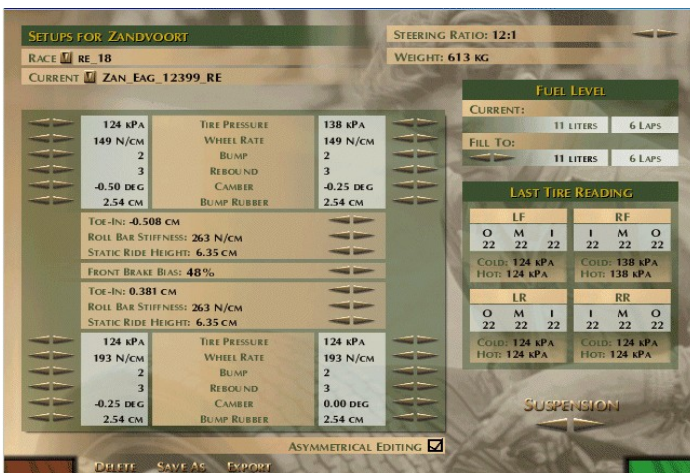 SETUPS FOR ZANDVOORT
RACE RE_18
CURRENT ZAN_EAG_12399_RE
STEERING RATIO: 12:1
WEIGHT: 613 KG
124 KPA TIRE PRESSURE 138 KPA
149 N/CM WHEEL RATE 149 N/CM
2 BUMP 2
3 REBOUND 3
-0.50 DEG CAMBER -0.25 DEG
2.54 CM BUMP RUBBER 2.54 CM
TOE-IN: -0.508 CM
ROLL BAR STIFFNESS: 263 N/CM
STATIC RIDE HEIGHT: 6.35 CM
FRONT BRAKE BIAS: 48%
TOE-IN: 0.381 CM
ROLL BAR STIFFNESS: 263 N/CM
STATIC RIDE HEIGHT: 6.35 CM
124 KPA TIRE PRESSURE 124 KPA
193 N/CM WHEEL RATE 193 N/CM
2 BUMP 2
3 REBOUND 3
-0.25 DEG CAMBER 0.00 DEG
2.54 CM BUMP RUBBER 2.54 CM
ASYMMETRICAL EDITING
FUEL LEVEL
CURRENT:
11 LITERS 6 LAPS
FILL TO:
11 LITERS 6 LAPS
LAST TIRE READING
LF RF
O M I I M O
22 22 22 22 22 22
COLD: 124 KPA COLD: 138 KPA
HOT: 124 KPA HOT: 138 KPA
LR RR
O M I I M O
22 22 22 22 22 22
COLD: 124 KPA COLD: 124 KPA
HOT: 124 KPA HOT: 124 KPA
SUSPENSION
DELETE SAVE AS EXPORT